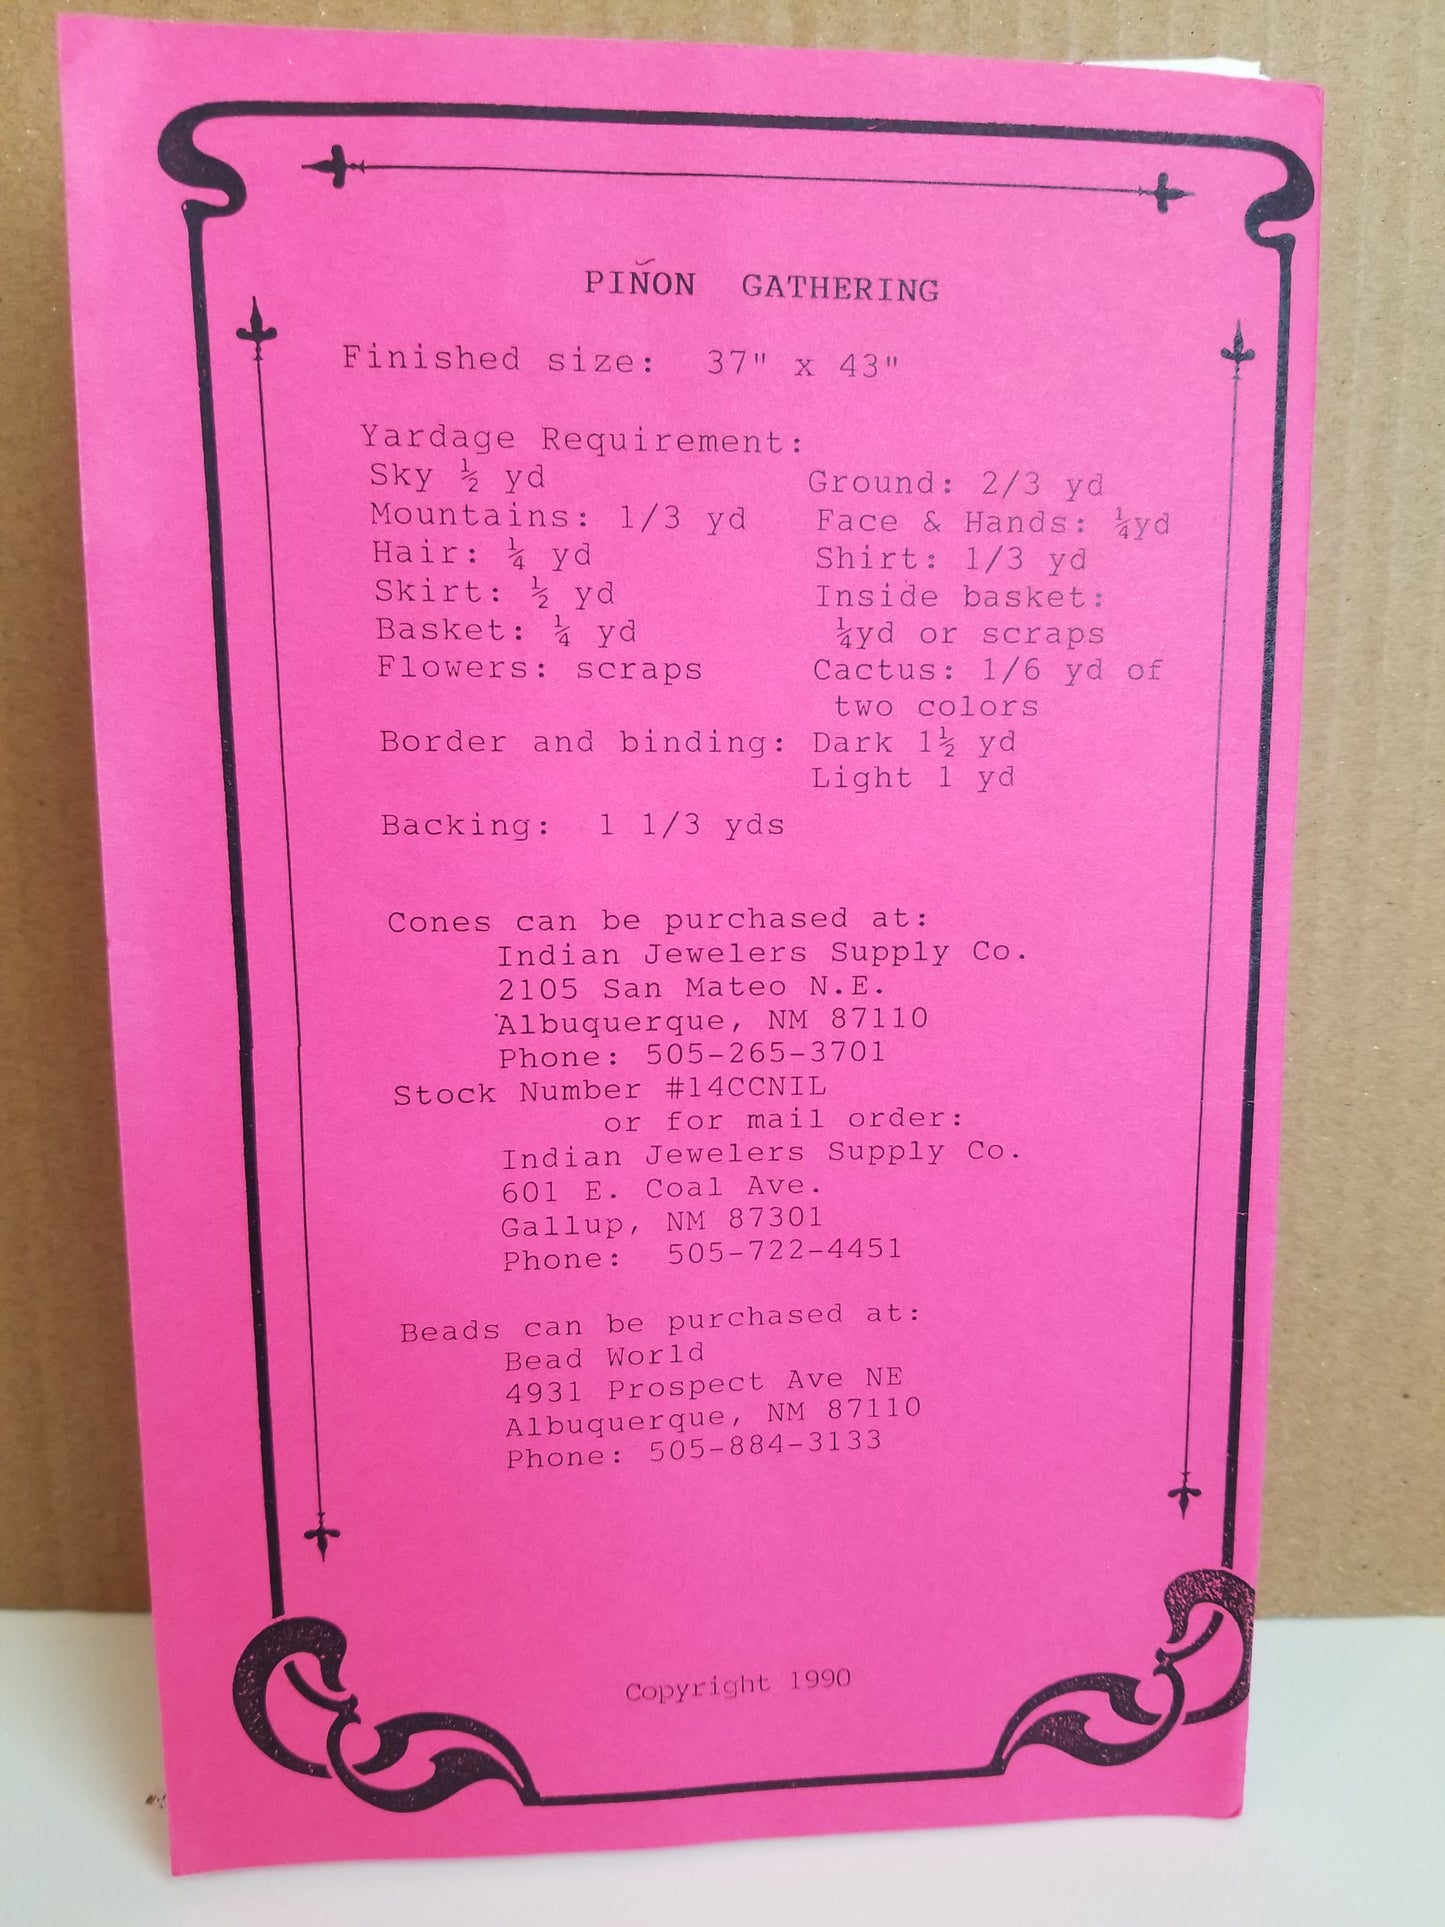 PIÑON GATHERING
Finished size: 37" x 43"
Yardage Requirement:
Sky ½ yd
Mountains: 1/3 yd
Hair: ¼ yd
Skirt: ½ yd
Basket: ¼ yd
Flowers: scraps
Ground: 2/3 yd
Face & Hands: ¼yd
Shirt: 1/3 yd
Inside basket:
¼yd or scraps
Cactus: 1/6 yd of
two colors
Border and binding: Dark 1½ yd
Light 1 yd
Backing: 1 1/3 yds
Cones can be purchased at:
Indian Jewelers Supply Co.
2105 San Mateo N.E.
Albuquerque, NM 87110
Phone: 505-265-3701
Stock Number #14CCNIL
or for mail order:
Indian Jewelers Supply Co.
601 E. Coal Ave.
Gallup, NM 87301
Phone: 505-722-4451
Beads can be purchased at:
Bead World
4931 Prospect Ave NE
Albuquerque, NM 87110
Phone: 505-884-3133
Copyright 1990